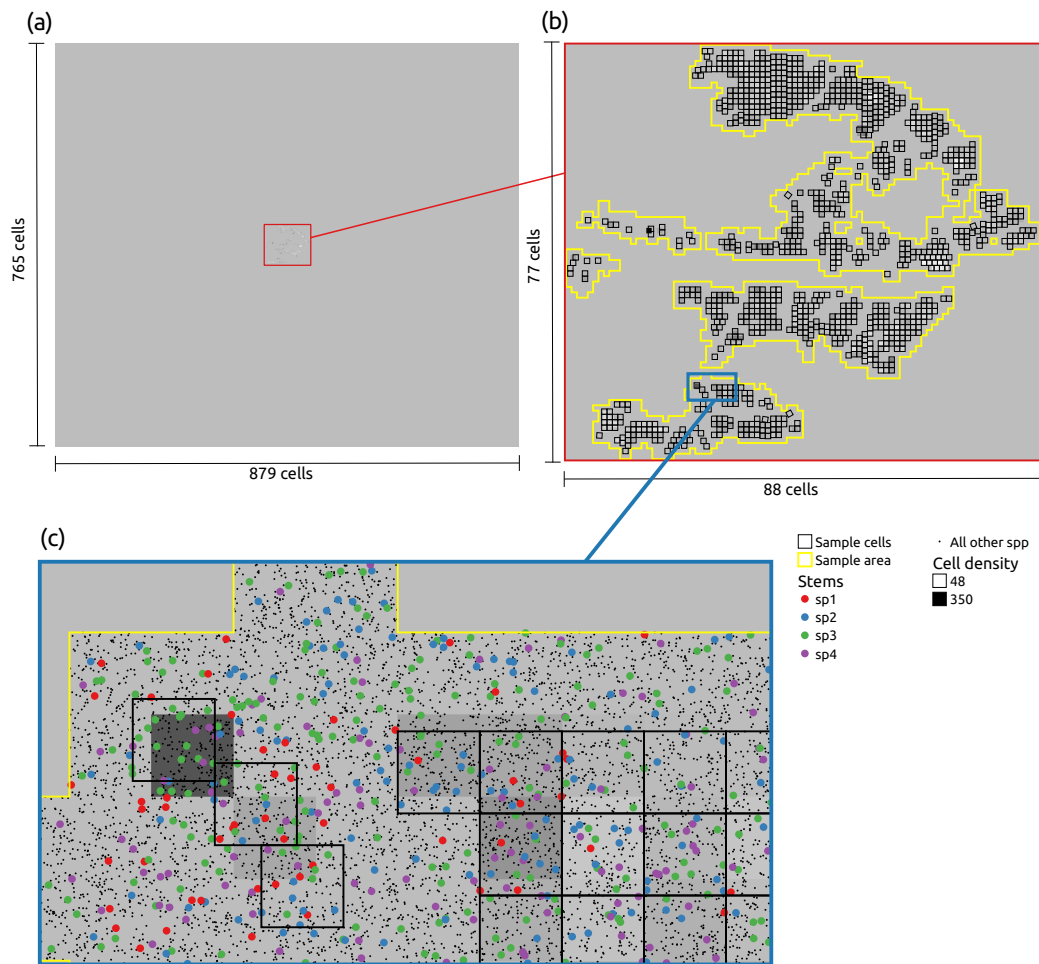 (a)
(b)
765 cells
879 cells
77 cells
88 cells
(c)
Sample cells
Sample area
Stems
sp1
sp2
sp3
sp4
All other spp
Cell density
48
350